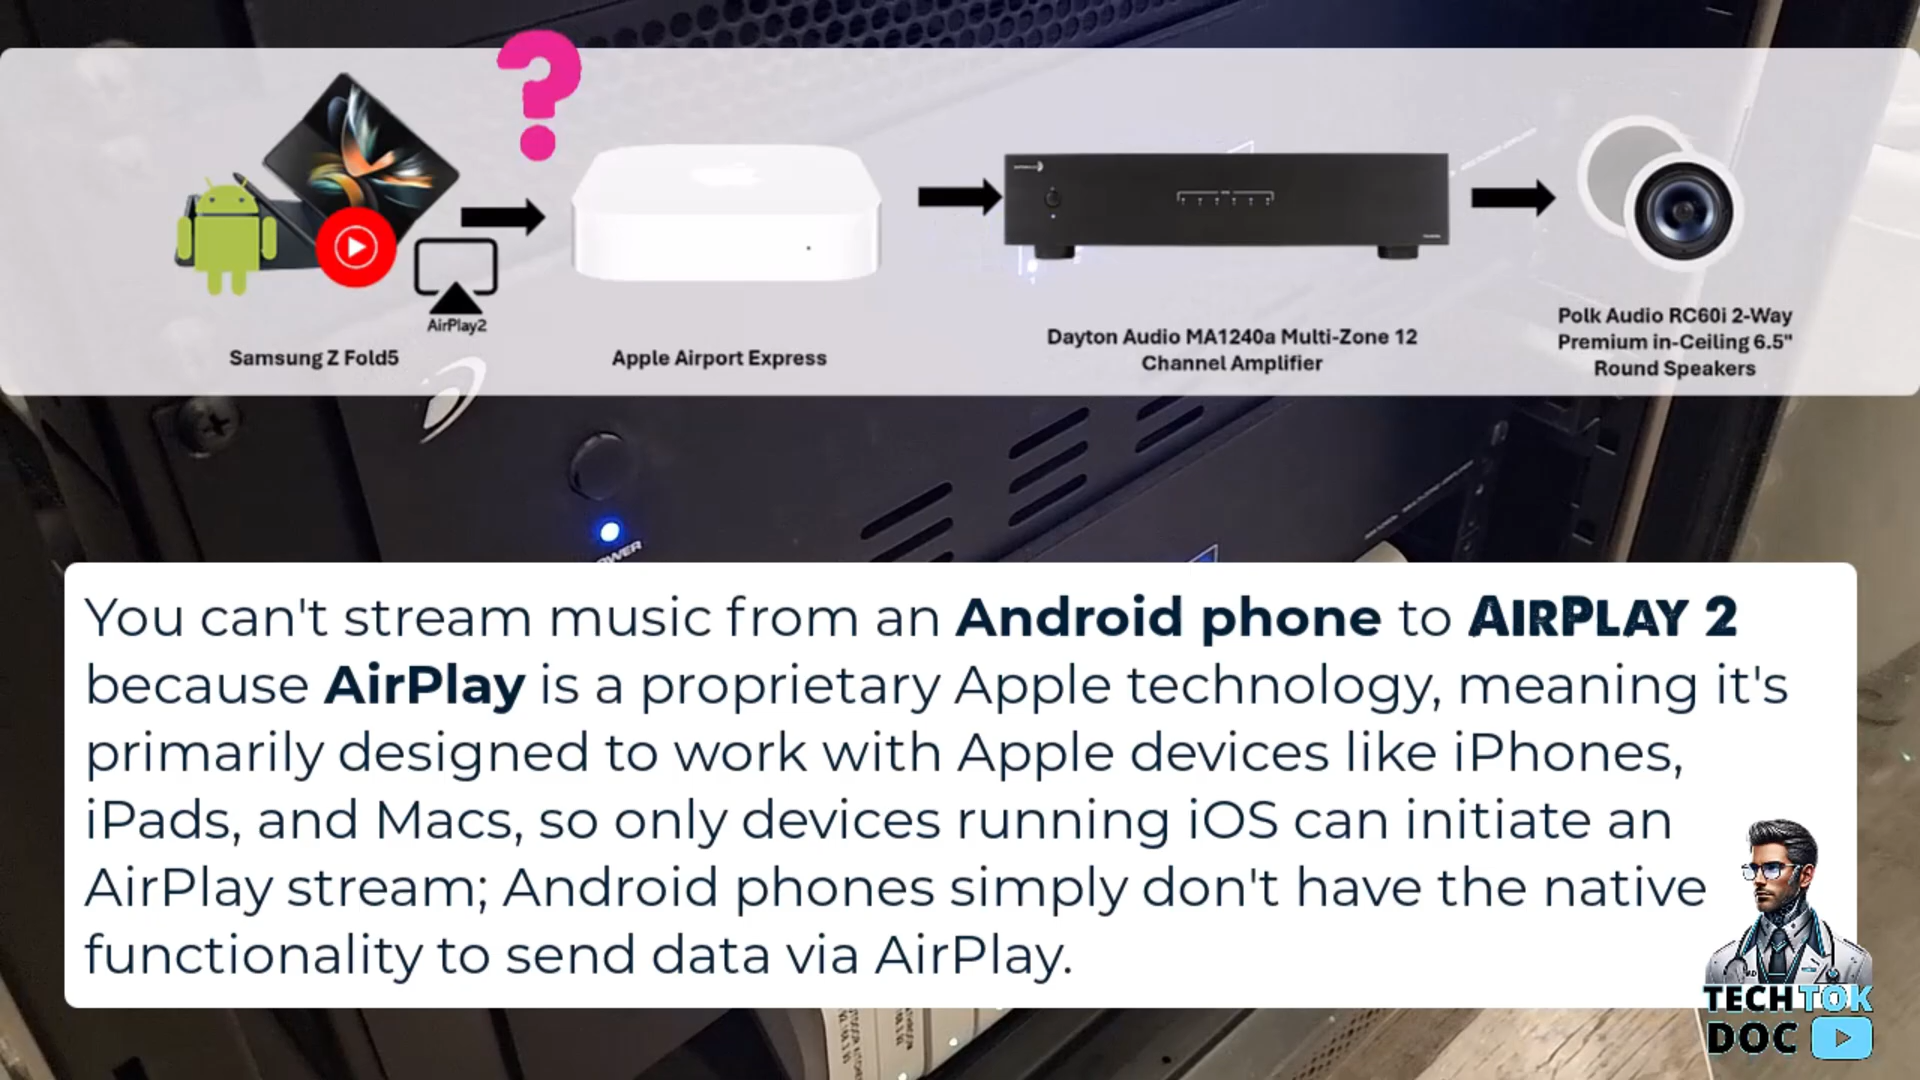 ?
AirPlay2
Samsung Z Fold5
Apple Airport Express
Dayton Audio MA1240a Multi-Zone 12
Channel Amplifier
Polk Audio RC60i 2-Way
Premium in-Ceiling 6.5"
Round Speakers
You can't stream music from an Android phone to AIRPLAY 2
because AirPlay is a proprietary Apple technology, meaning it's
primarily designed to work with Apple devices like iPhones,
iPads, and Macs, so only devices running iOS can initiate an
AirPlay stream; Android phones simply don't have the native
functionality to send data via AirPlay.
TECHTOK
DOC